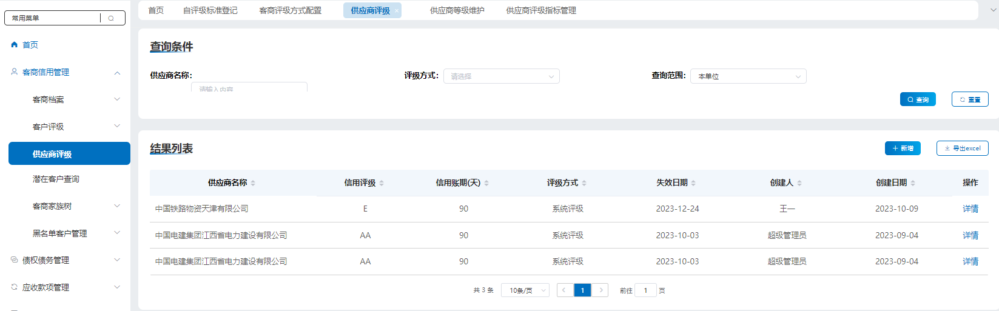 常用菜单
首页
客商信用管理
客商档案
客户评级
供应商评级
潜在客户查询
客商家族树
黑名单客户管理
债权债务管理
应收款项管理
首页 自评级标准登记 客商评级方式配置 供应商评级 × 供应商等级维护 供应商评级指标管理
查询条件
供应商名称: 请输入内容 评级方式: 请选择 查询范围: 本单位
查询 重置
结果列表
+ 新增 导出excel
供应商名称 信用评级 信用账期(天) 评级方式 失效日期 创建人 创建日期 操作
中国铁路物资天津有限公司 E 90 系统评级 2023-12-24 王一 2023-10-09 详情
中国电建集团江西省电力建设有限公司 AA 90 系统评级 2023-10-03 超级管理员 2023-09-04 详情
中国电建集团江西省电力建设有限公司 AA 90 系统评级 2023-10-03 超级管理员 2023-09-04 详情
共 3 条 10条/页 < 1 > 前往 1 页